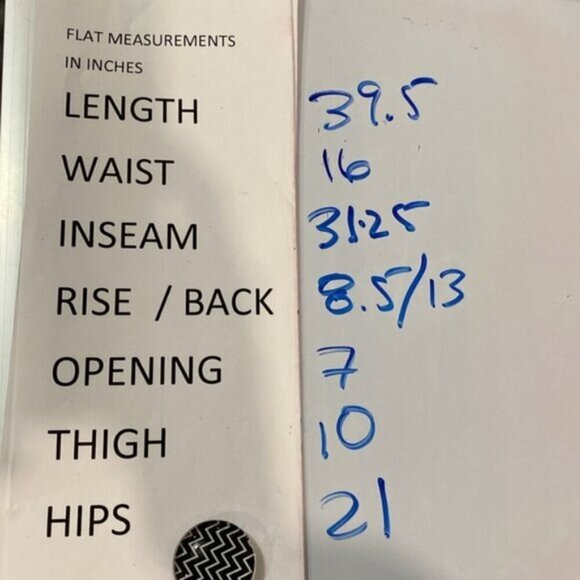 FLAT MEASUREMENTS
IN INCHES
LENGTH 39.5
WAIST 16
INSEAM 31.25
RISE / BACK 8.5/13
OPENING 7
THIGH 10
HIPS 21